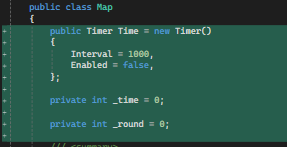 public class Map
{
+ public Timer Time = new Timer()
+ {
+ Interval = 1000,
+ Enabled = false,
+ };
+
+ private int _time = 0;
+
+ private int _round = 0;
+
/// <summary>